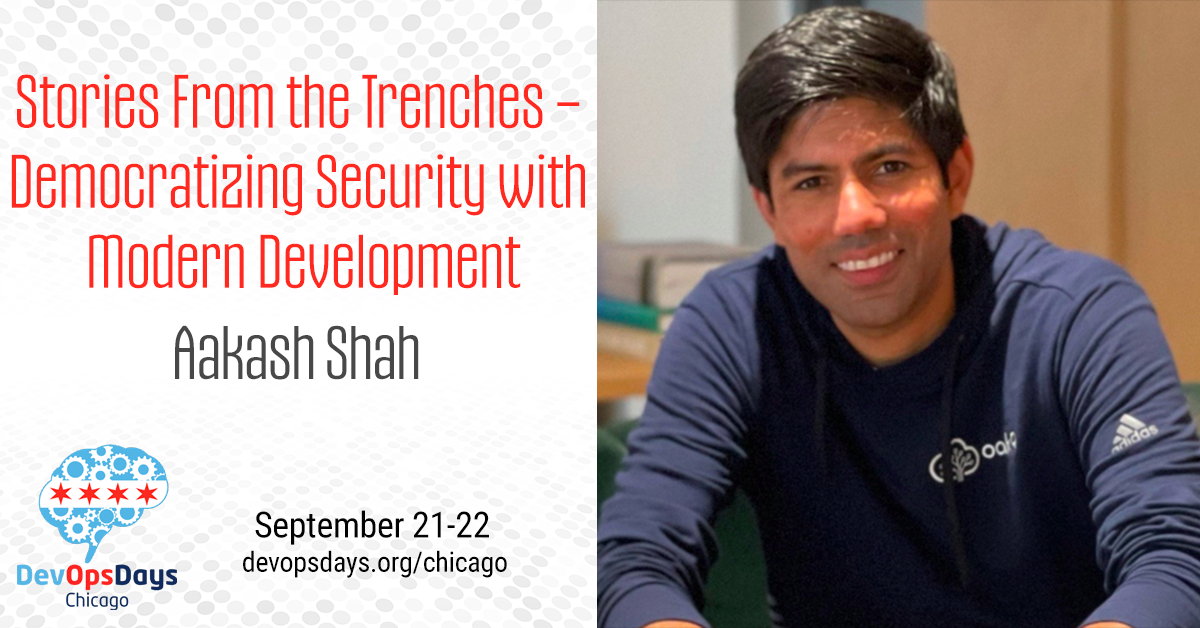 Stories From the Trenches –
Democratizing Security with
Modern Development
Aakash Shah
DevOpsDays
Chicago
September 21-22
devopsdays.org/chicago
adidas